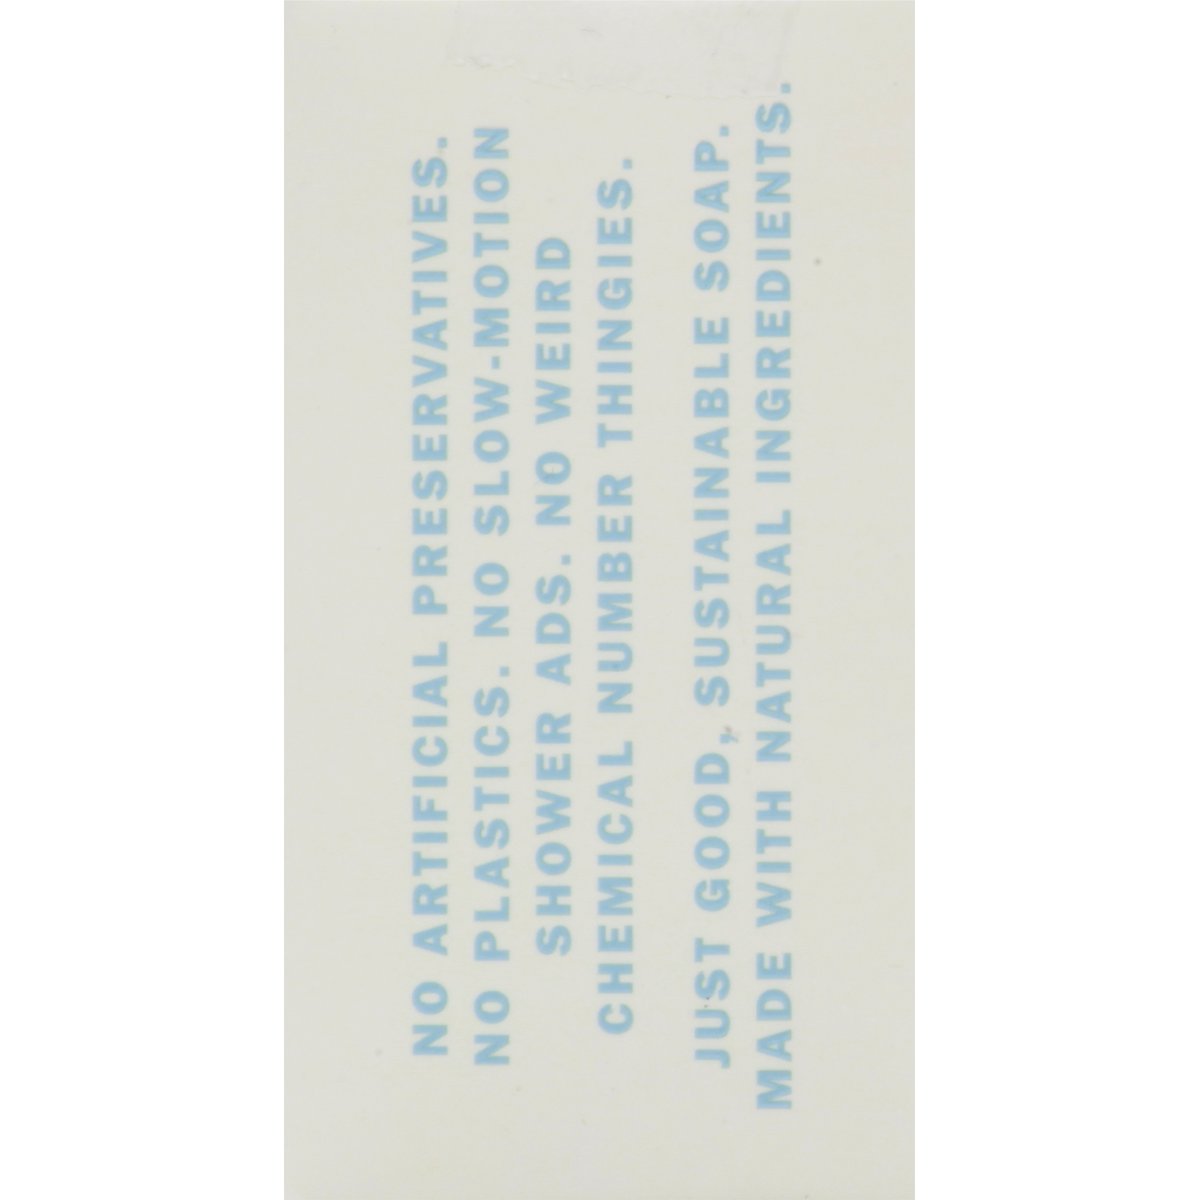 NO ARTIFICIAL PRESERVATIVES.
NO PLASTICS. NO SLOW-MOTION
SHOWER ADS. NO WEIRD
CHEMICAL NUMBER THINGIES.
JUST GOOD, SUSTAINABLE SOAP.
MADE WITH NATURAL INGREDIENTS.